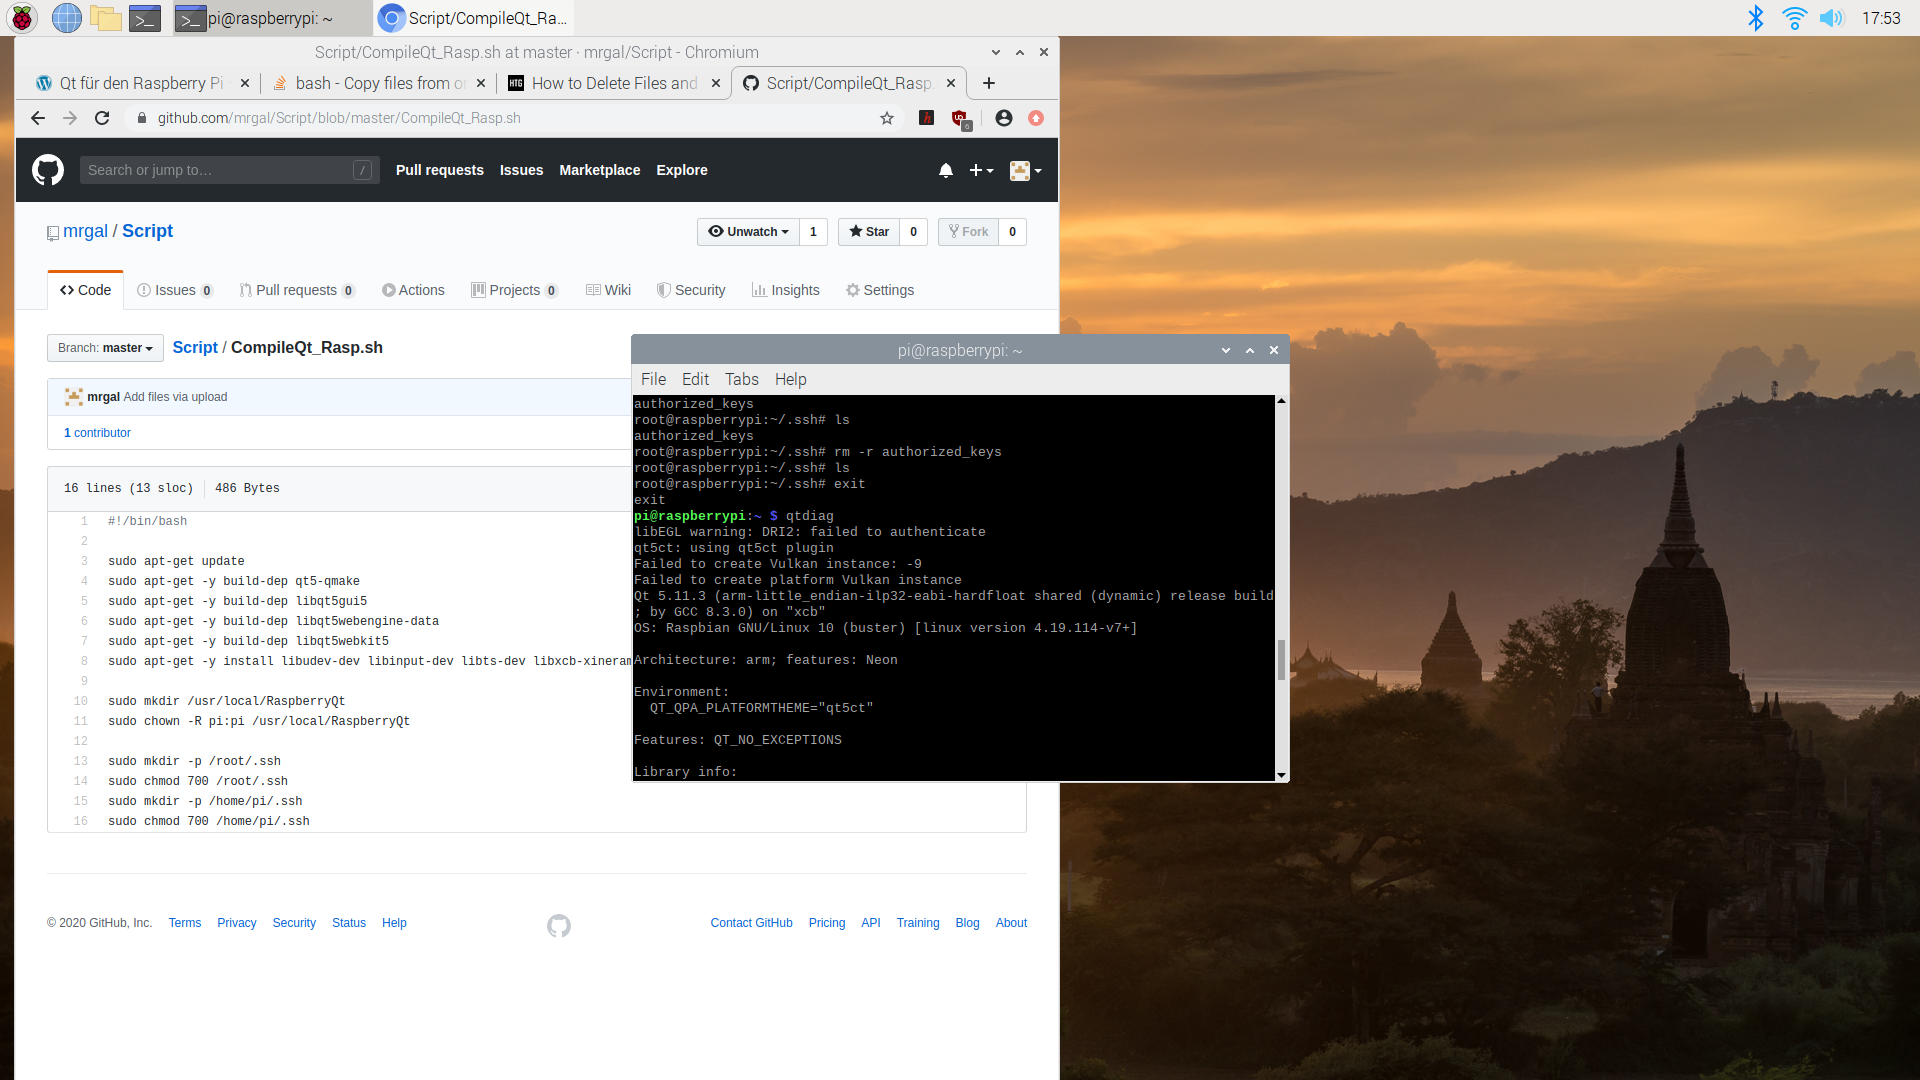 pi@raspberrypi: ~
Script/CompileQt_Ra...
17:53
Script/CompileQt_Rasp.sh at master · mrgal/Script - Chromium
Qt für den Raspberry Pi
bash - Copy files from o
How to Delete Files and
Script/CompileQt_Rasp.
github.com/mrgal/Script/blob/master/CompileQt_Rasp.sh
Search or jump to…
/
Pull requests
Issues
Marketplace
Explore
mrgal / Script
Unwatch
1
Star
0
Fork
0
Code
Issues 0
Pull requests 0
Actions
Projects 0
Wiki
Security
Insights
Settings
Branch: master
Script / CompileQt_Rasp.sh
mrgal Add files via upload
1 contributor
16 lines (13 sloc)
486 Bytes
1 #!/bin/bash
2
3 sudo apt-get update
4 sudo apt-get -y build-dep qt5-qmake
5 sudo apt-get -y build-dep libqt5gui5
6 sudo apt-get -y build-dep libqt5webengine-data
7 sudo apt-get -y build-dep libqt5webkit5
8 sudo apt-get -y install libudev-dev libinput-dev libts-dev libxcb-xineram
9
10 sudo mkdir /usr/local/RaspberryQt
11 sudo chown -R pi:pi /usr/local/RaspberryQt
12
13 sudo mkdir -p /root/.ssh
14 sudo chmod 700 /root/.ssh
15 sudo mkdir -p /home/pi/.ssh
16 sudo chmod 700 /home/pi/.ssh
© 2020 GitHub, Inc.
Terms
Privacy
Security
Status
Help
Contact GitHub
Pricing
API
Training
Blog
About
pi@raspberrypi: ~
File Edit Tabs Help
authorized_keys
root@raspberrypi:~/.ssh# ls
authorized_keys
root@raspberrypi:~/.ssh# rm -r authorized_keys
root@raspberrypi:~/.ssh# ls
root@raspberrypi:~/.ssh# exit
exit
pi@raspberrypi:~ $ qtdiag
libEGL warning: DRI2: failed to authenticate
qt5ct: using qt5ct plugin
Failed to create Vulkan instance: -9
Failed to create platform Vulkan instance
Qt 5.11.3 (arm-little_endian-ilp32-eabi-hardfloat shared (dynamic) release build
; by GCC 8.3.0) on "xcb"
OS: Raspbian GNU/Linux 10 (buster) [linux version 4.19.114-v7+]
Architecture: arm; features: Neon
Environment:
QT_QPA_PLATFORMTHEME="qt5ct"
Features: QT_NO_EXCEPTIONS
Library info: